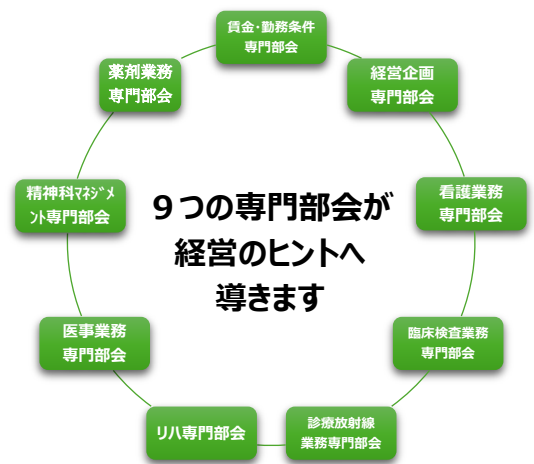 賃金・勤務条件
専門部会
経営企画
専門部会
看護業務
専門部会
臨床検査業務
専門部会
診療放射線
業務専門部会
リハ専門部会
医事業務
専門部会
精神科ﾏﾈｼﾞﾒ
ﾝﾄ専門部会
薬剤業務
専門部会
９つの専門部会が
経営のヒントへ
導きます